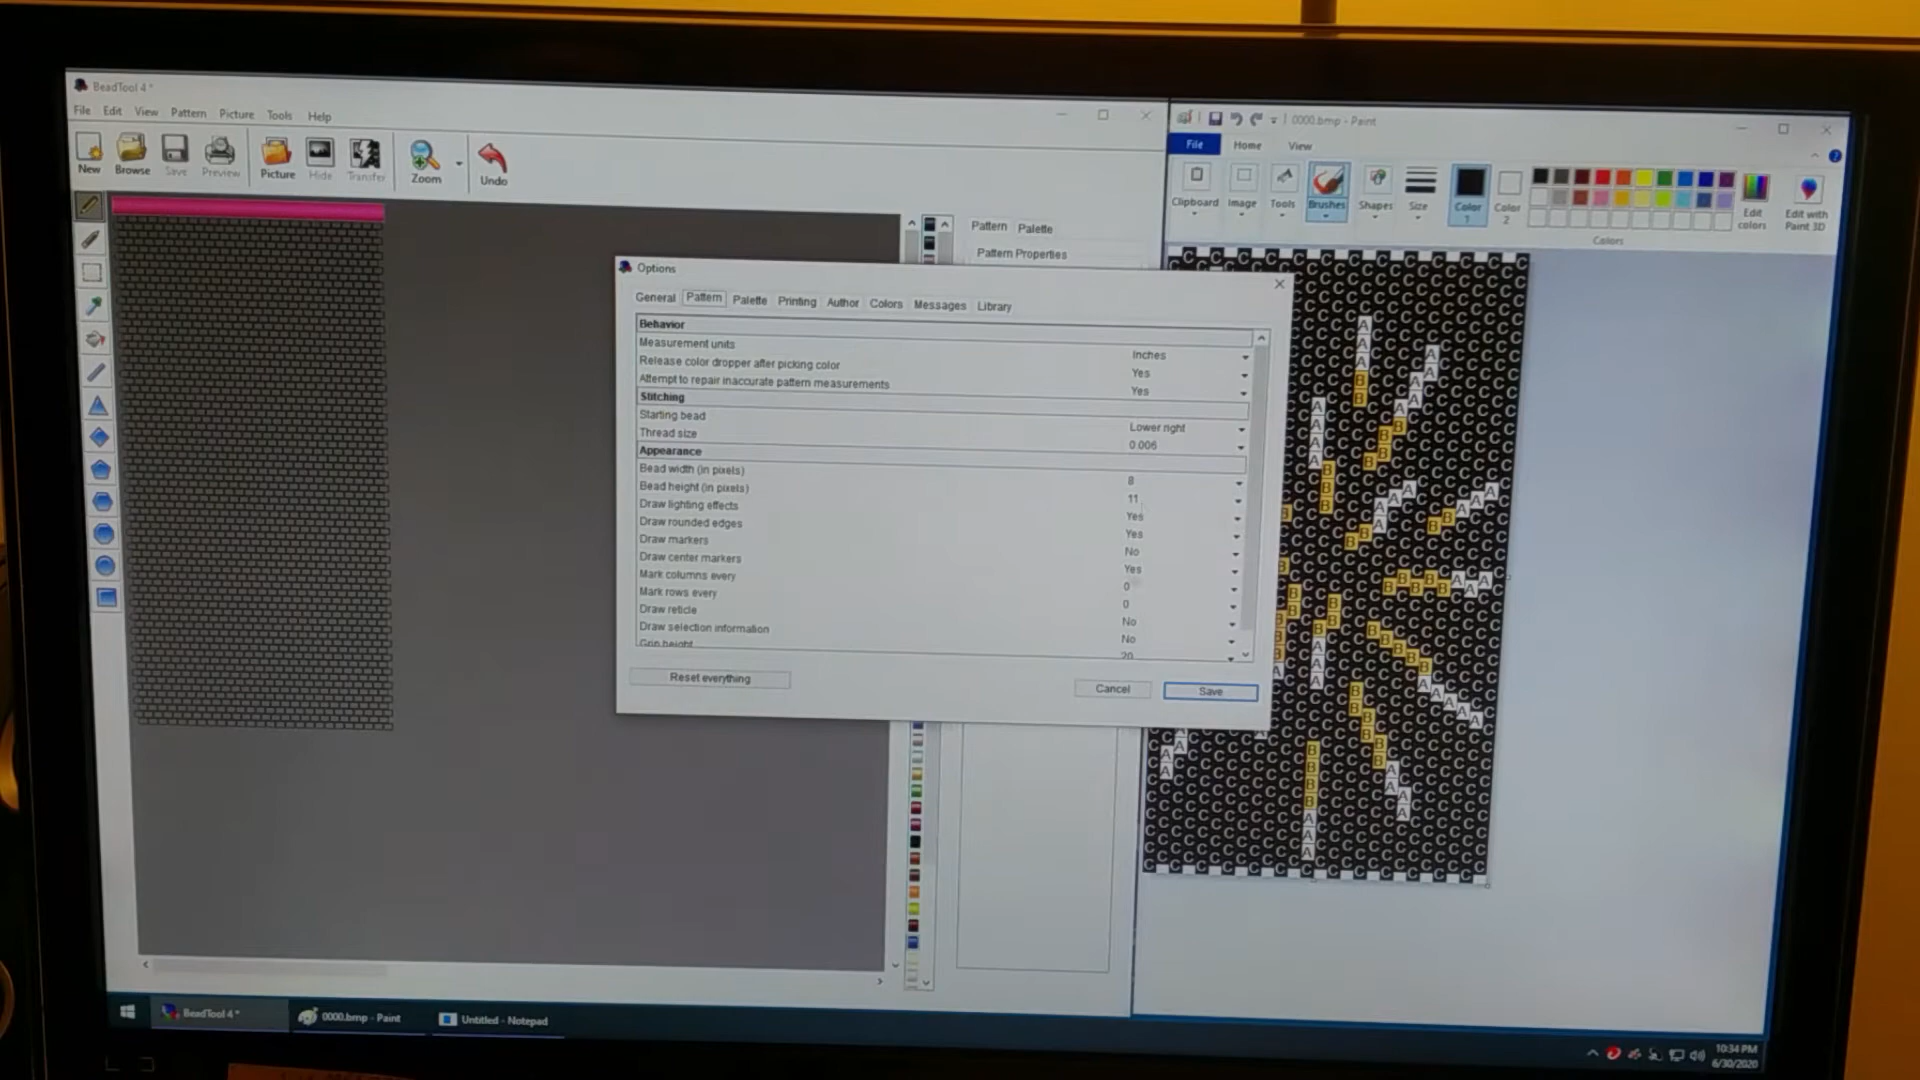 BeadTool 4 *
File Edit View Pattern Picture Tools Help
New Browse Save Preview Picture Hide Transfer Zoom Undo
Pattern Palette
Pattern Properties
Options
General Pattern Palette Printing Author Colors Messages Library
Behavior
Measurement units Inches
Release color dropper after picking color Yes
Attempt to repair inaccurate pattern measurements Yes
Stitching
Starting bead Lower right
Thread size 0.006
Appearance
Bead width (in pixels) 8
Bead height (in pixels) 11
Draw lighting effects Yes
Draw rounded edges Yes
Draw markers No
Draw center markers Yes
Mark columns every 0
Mark rows every 0
Draw reticle No
Draw selection information No
Grip height 20
Reset everything Cancel Save
0000.bmp - Paint
File Home View
Clipboard Image Tools Brushes Shapes Size Color 1 Color 2 Edit colors Edit with Paint 3D
Colors
BeadTool 4 * 0000.bmp - Paint Untitled - Notepad
10:34 PM
6/30/2020